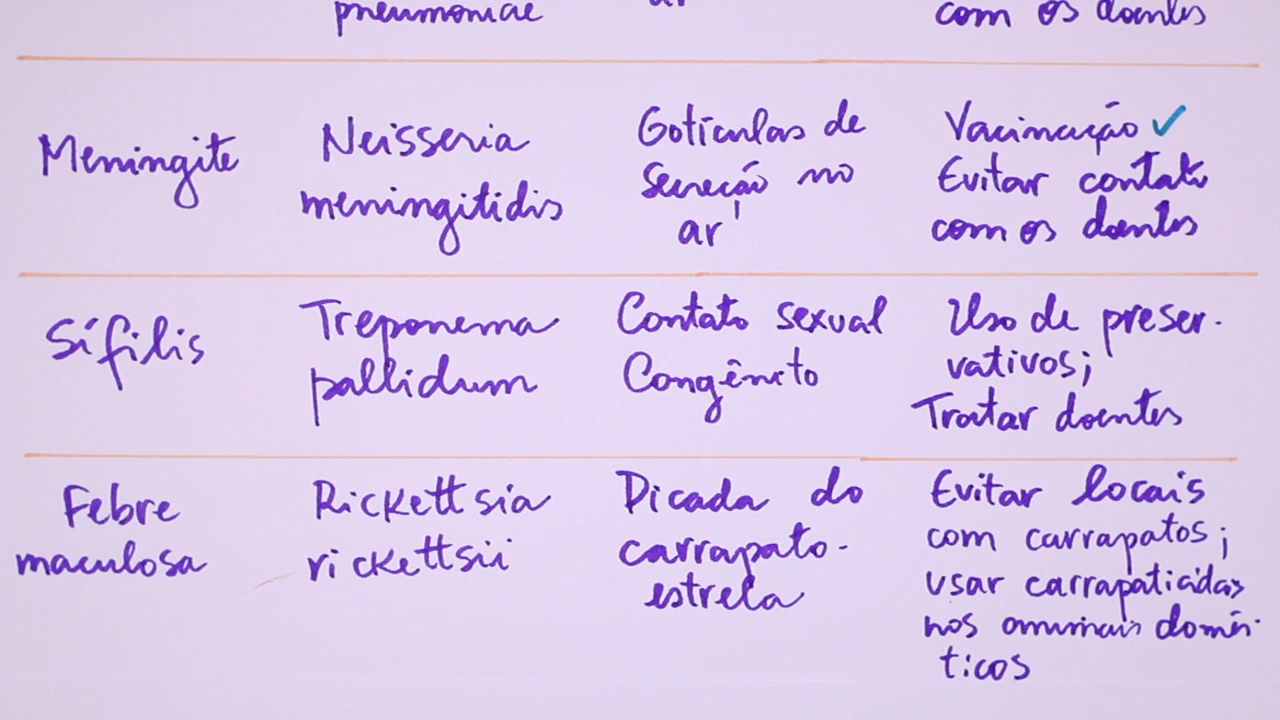 pneumoniae
ar
com os doentes
Meningite
Neisseria
meningitidis
Gotículas de
secreção no
ar
Vacinação ✓
Evitar contato
com os doentes
Sífilis
Treponema
pallidum
Contato sexual
Congênito
Uso de preser-
vativos;
Tratar doentes
Febre
maculosa
Rickettsia
rickettsii
Picada do
carrapato-
estrela
Evitar locais
com carrapatos;
usar carrapaticidas
nos animais domés-
ticos